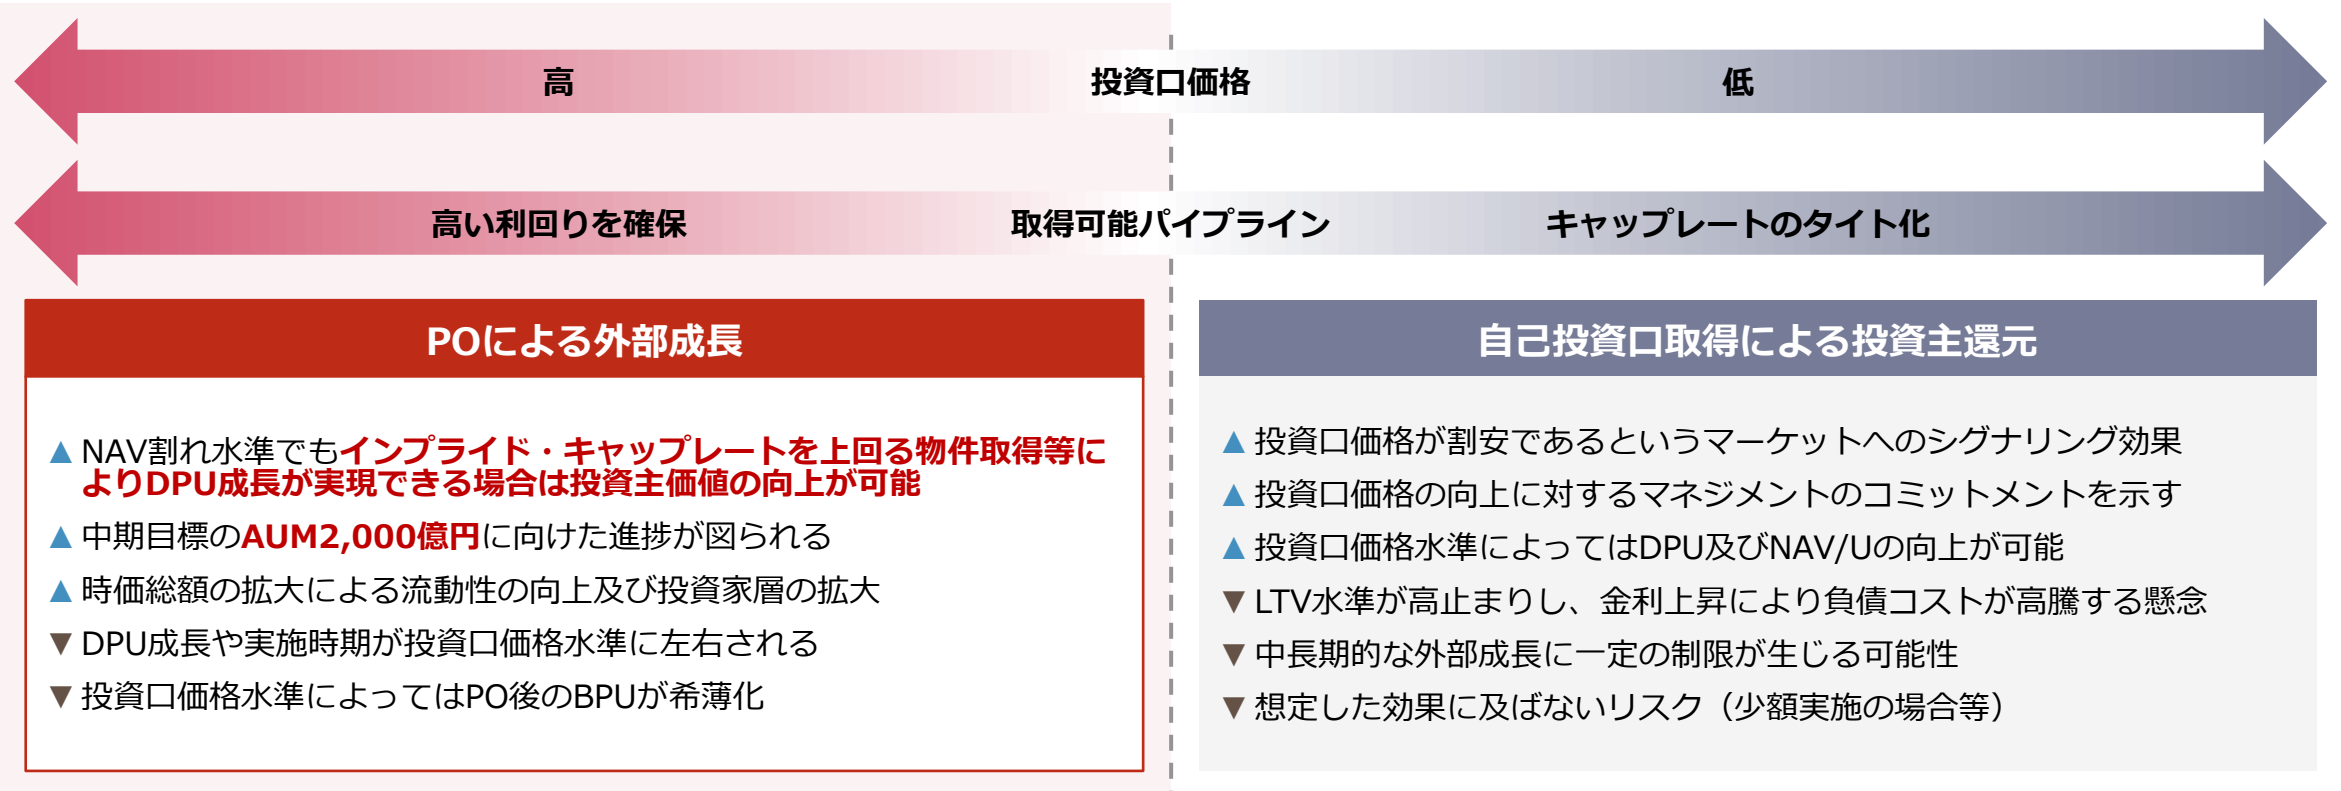 高 投資口価格 低
高い利回りを確保 取得可能パイプライン キャップレートのタイト化
POによる外部成長
▲ NAV割れ水準でもインプライド・キャップレートを上回る物件取得等に
よりDPU成長が実現できる場合は投資主価値の向上が可能
▲ 中期目標のAUM2,000億円に向けた進捗が図られる
▲ 時価総額の拡大による流動性の向上及び投資家層の拡大
▼ DPU成長や実施時期が投資口価格水準に左右される
▼ 投資口価格水準によってはPO後のBPUが希薄化
自己投資口取得による投資主還元
▲ 投資口価格が割安であるというマーケットへのシグナリング効果
▲ 投資口価格の向上に対するマネジメントのコミットメントを示す
▲ 投資口価格水準によってはDPU及びNAV/Uの向上が可能
▼ LTV水準が高止まりし、金利上昇により負債コストが高騰する懸念
▼ 中長期的な外部成長に一定の制限が生じる可能性
▼ 想定した効果に及ばないリスク（少額実施の場合等）